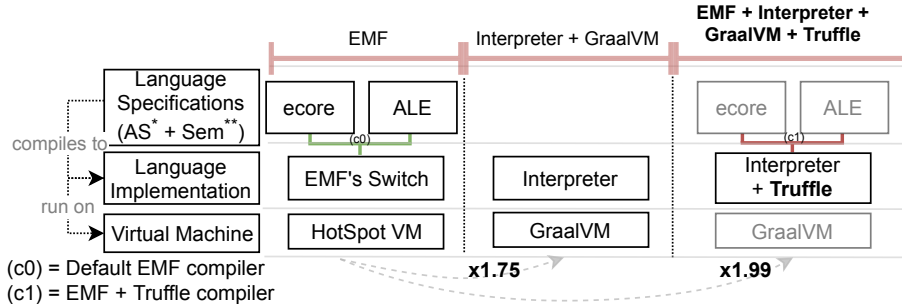 EMF
Interpreter + GraalVM
EMF + Interpreter +
GraalVM + Truffle
Language
Specifications
(AS* + Sem**)
ecore
ALE
(c0)
ecore
ALE
(c1)
compiles to
Language
Implementation
EMF's Switch
Interpreter
Interpreter
+ Truffle
run on
Virtual Machine
HotSpot VM
GraalVM
GraalVM
x1.75
x1.99
(c0) = Default EMF compiler
(c1) = EMF + Truffle compiler